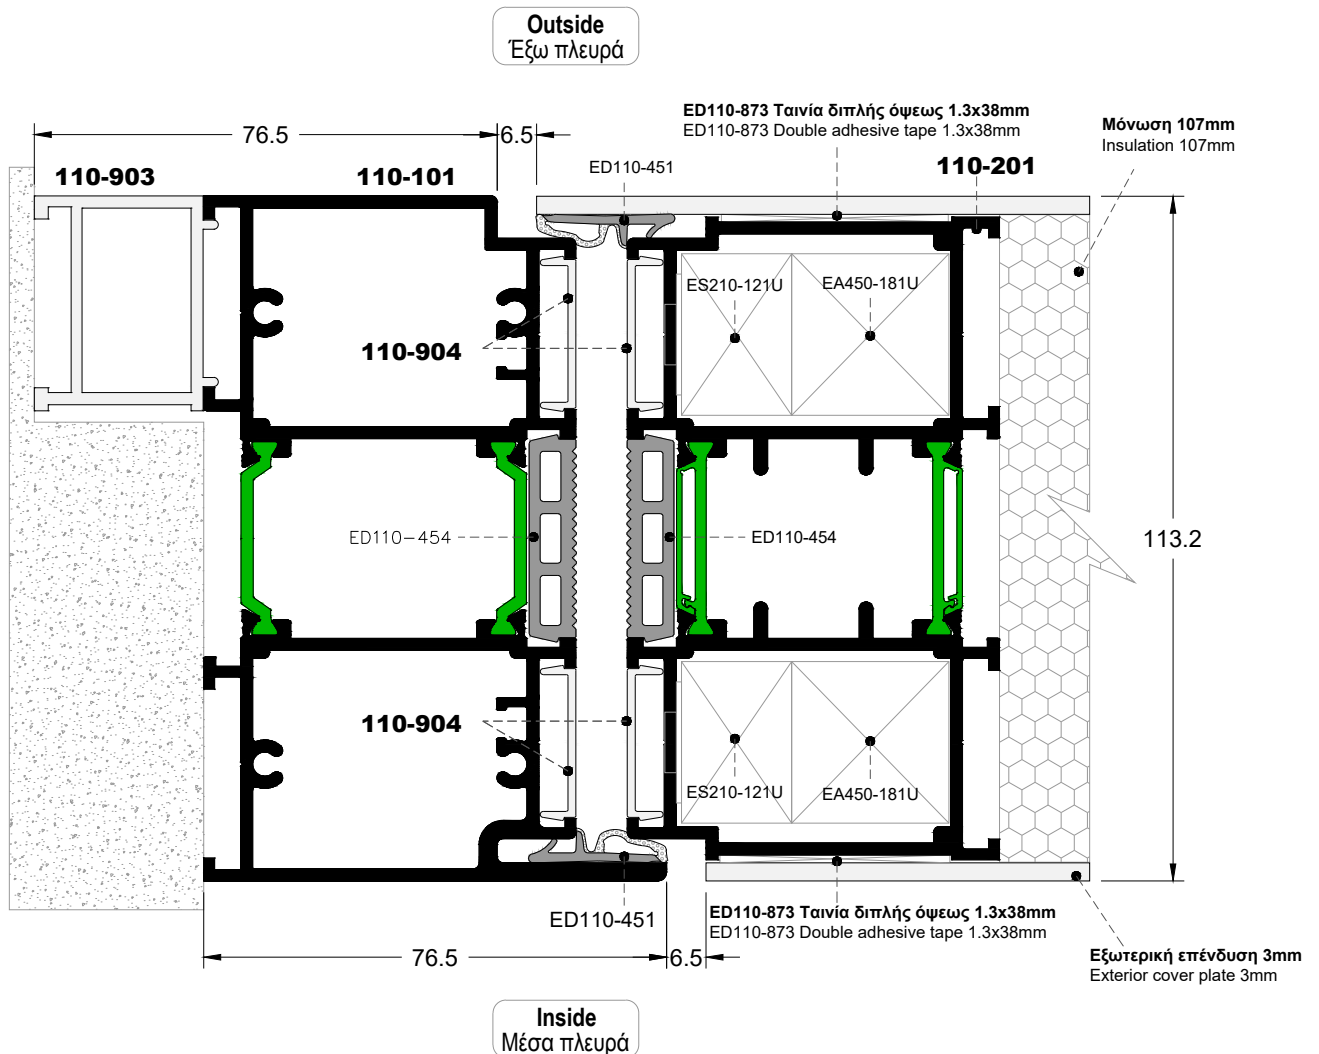 Outside
Έξω πλευρά
ED110-873 Ταινία διπλής όψεως 1.3x38mm
ED110-873 Double adhesive tape 1.3x38mm
Μόνωση 107mm
Insulation 107mm
76.5
6.5
110-903
110-101
ED110-451
110-201
ES210-121U
EA450-181U
110-904
ED110-454
ED110-454
113.2
110-904
ES210-121U
EA450-181U
ED110-451
ED110-873 Ταινία διπλής όψεως 1.3x38mm
ED110-873 Double adhesive tape 1.3x38mm
76.5
6.5
Εξωτερική επένδυση 3mm
Exterior cover plate 3mm
Inside
Μέσα πλευρά